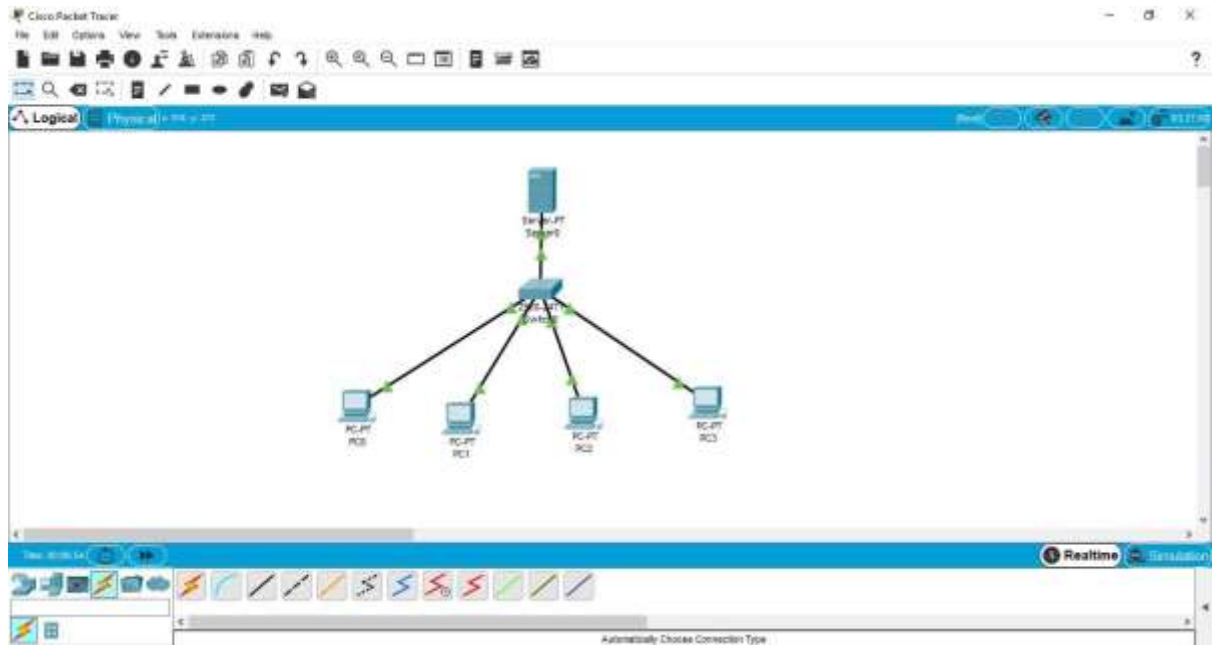 Cisco Packet Tracer
File Edit Options View Tools Extensions Help
Logical
Physical
Server-PT
Server0
PC-PT
PC0
PC-PT
PC1
PC-PT
PC2
PC-PT
PC3
Realtime
Simulation
Automatically Choose Connection Type